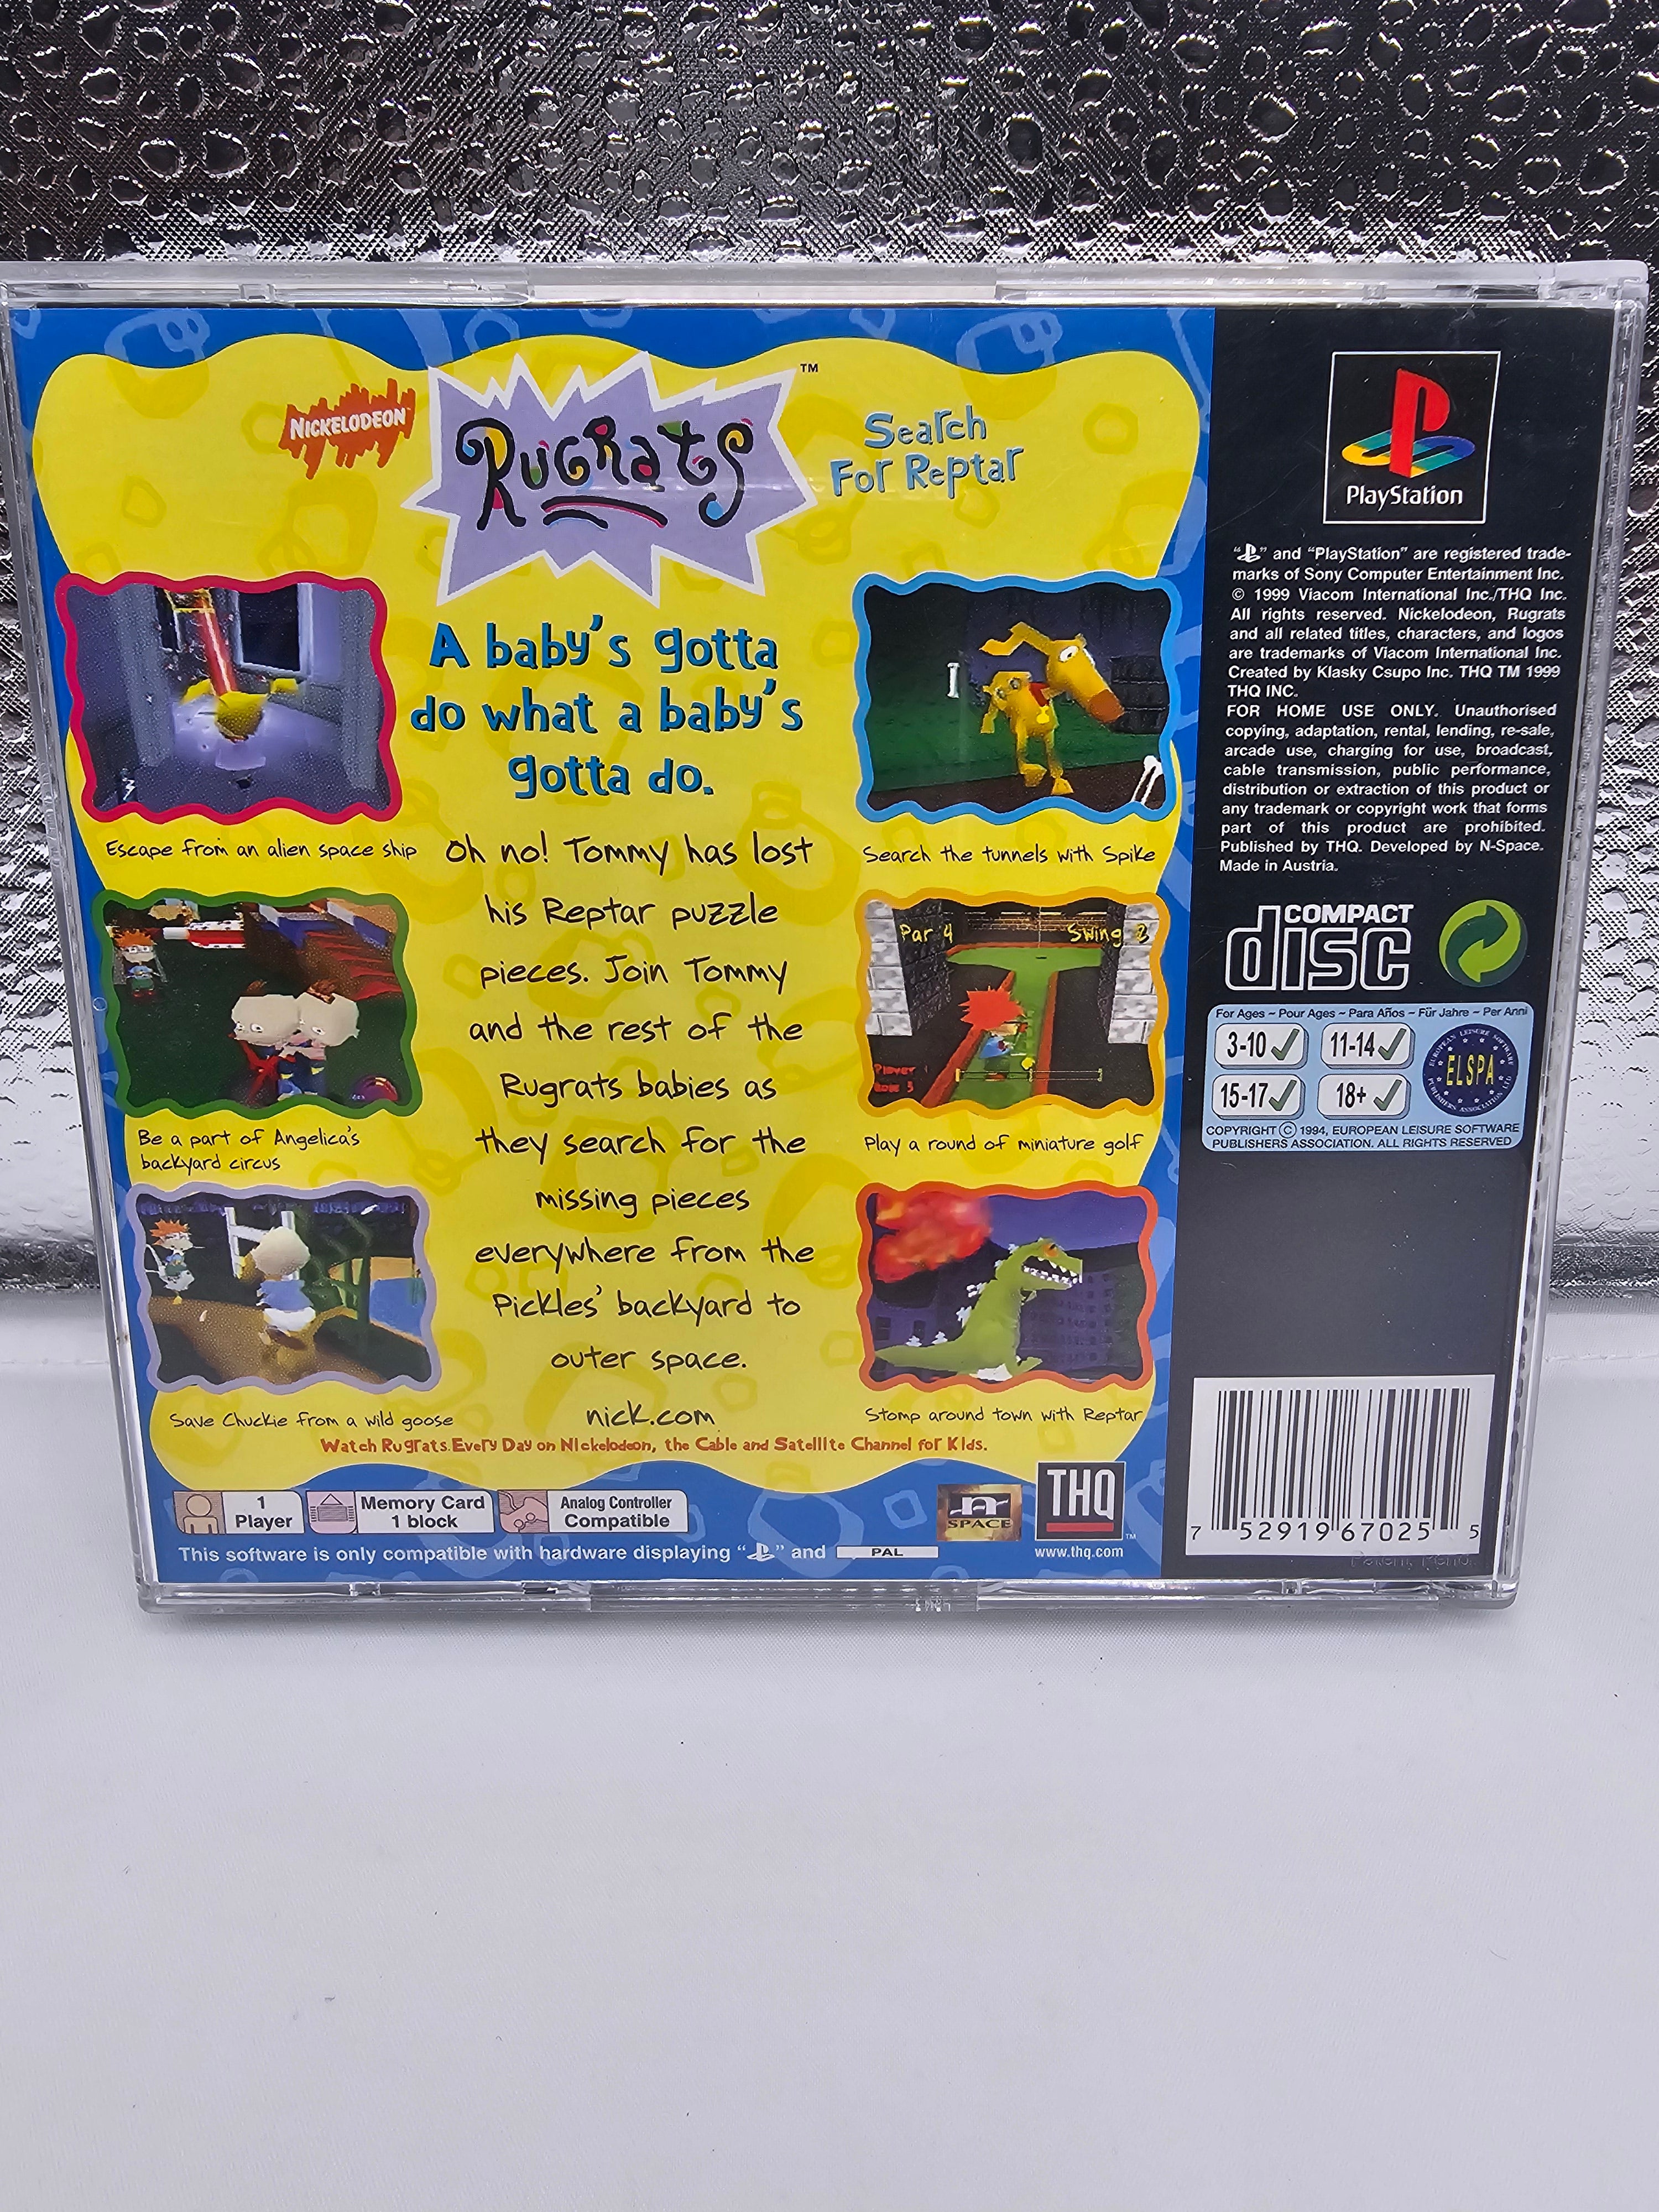 NICKELODEON
RUGRATS™
Search
For Reptar
A baby's gotta
do what a baby's
gotta do.
Oh no! Tommy has lost
his Reptar puzzle
pieces. Join Tommy
and the rest of the
Rugrats babies as
they search for the
missing pieces
everywhere from the
Pickles' backyard to
outer space.
nick.com
Escape from an alien space ship
Be a part of Angelica's
backyard circus
Save Chuckie from a wild goose
Search the tunnels with Spike
Par 4
Swing 2
Play a round of miniature golf
Stomp around town with Reptar
Watch Rugrats Every Day on Nickelodeon, the Cable and Satellite Channel for Kids.
1
Player
Memory Card
1 block
Analog Controller
Compatible
n
SPACE
THQ™
www.thq.com
This software is only compatible with hardware displaying “PS” and PAL
PlayStation
“PS” and “PlayStation” are registered trade-
marks of Sony Computer Entertainment Inc.
© 1999 Viacom International Inc./THQ Inc.
All rights reserved. Nickelodeon, Rugrats
and all related titles, characters, and logos
are trademarks of Viacom International Inc.
Created by Klasky Csupo Inc. THQ TM 1999
THQ INC.
FOR HOME USE ONLY. Unauthorised
copying, adaptation, rental, lending, re-sale,
arcade use, charging for use, broadcast,
cable transmission, public performance,
distribution or extraction of this product or
any trademark or copyright work that forms
part of this product are prohibited.
Published by THQ. Developed by N-Space.
Made in Austria.
COMPACT
disc
For Ages ~ Pour Ages ~ Para Años ~ Für Jahre ~ Per Anni
3-10✓ 11-14✓
15-17✓ 18+✓
EUROPEAN LEISURE SOFTWARE
ELSPA
PUBLISHERS ASSOCIATION LTD
COPYRIGHT © 1994, EUROPEAN LEISURE SOFTWARE
PUBLISHERS ASSOCIATION. ALL RIGHTS RESERVED
7 52919 67025 5